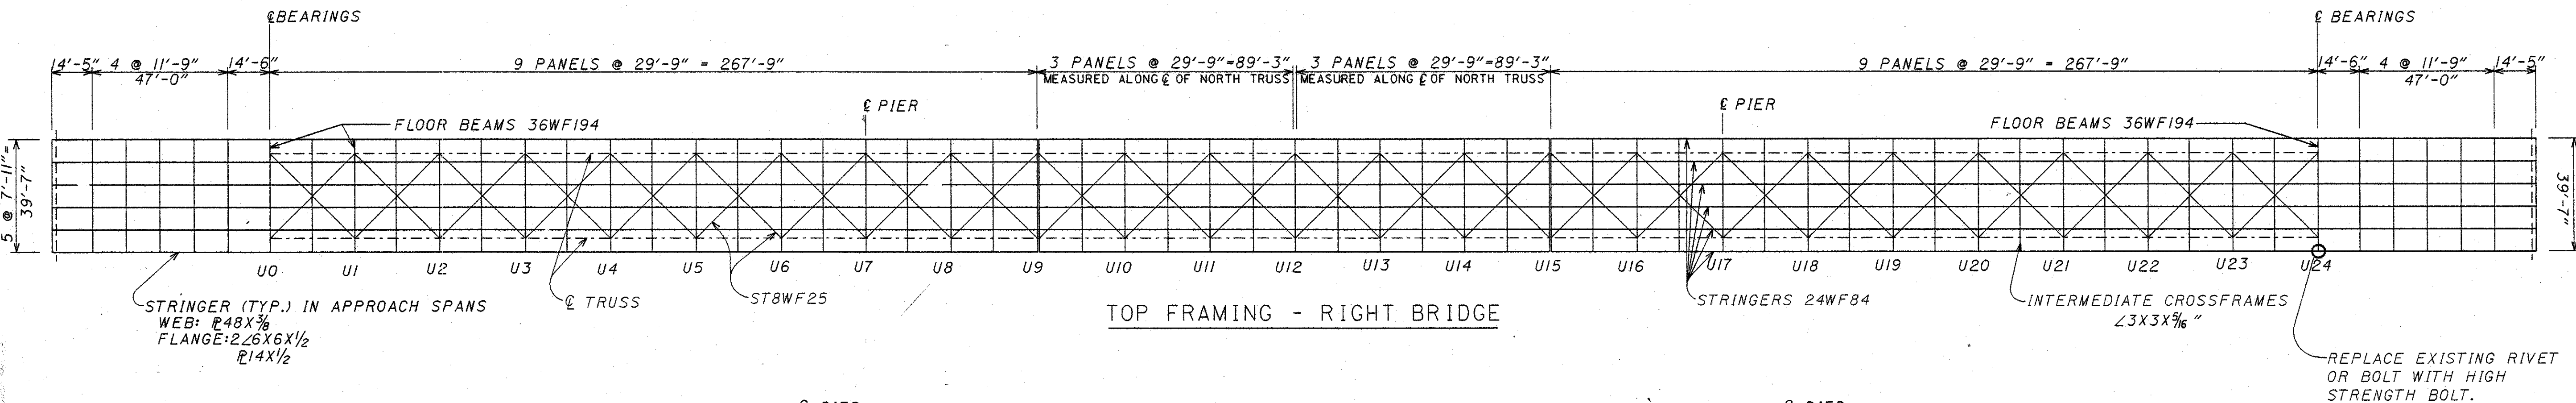 ℄ BEARINGS
℄ BEARINGS
14'-5" 4 @ 11'-9" 14'-6" 9 PANELS @ 29'-9" = 267'-9" 3 PANELS @ 29'-9"=89'-3" 3 PANELS @ 29'-9"=89'-3" 9 PANELS @ 29'-9" = 267'-9" 14'-6" 4 @ 11'-9" 14'-5"
47'-0" MEASURED ALONG ℄ OF NORTH TRUSS MEASURED ALONG ℄ OF NORTH TRUSS 47'-0"
℄ PIER
℄ PIER
FLOOR BEAMS 36WF194
FLOOR BEAMS 36WF194
5 @ 7'-11"=
39'-7"
39'-7"
U0 U1 U2 U3 U4 U5 U6 U7 U8 U9 U10 U11 U12 U13 U14 U15 U16 U17 U18 U19 U20 U21 U22 U23 U24
STRINGER (TYP.) IN APPROACH SPANS
WEB: ℙ48X3/8
FLANGE:2∠6X6X1/2
ℙ14X1/2
℄ TRUSS
ST8WF25
STRINGERS 24WF84
INTERMEDIATE CROSSFRAMES
∠3X3X5/16"
TOP FRAMING - RIGHT BRIDGE
REPLACE EXISTING RIVET
OR BOLT WITH HIGH
STRENGTH BOLT.